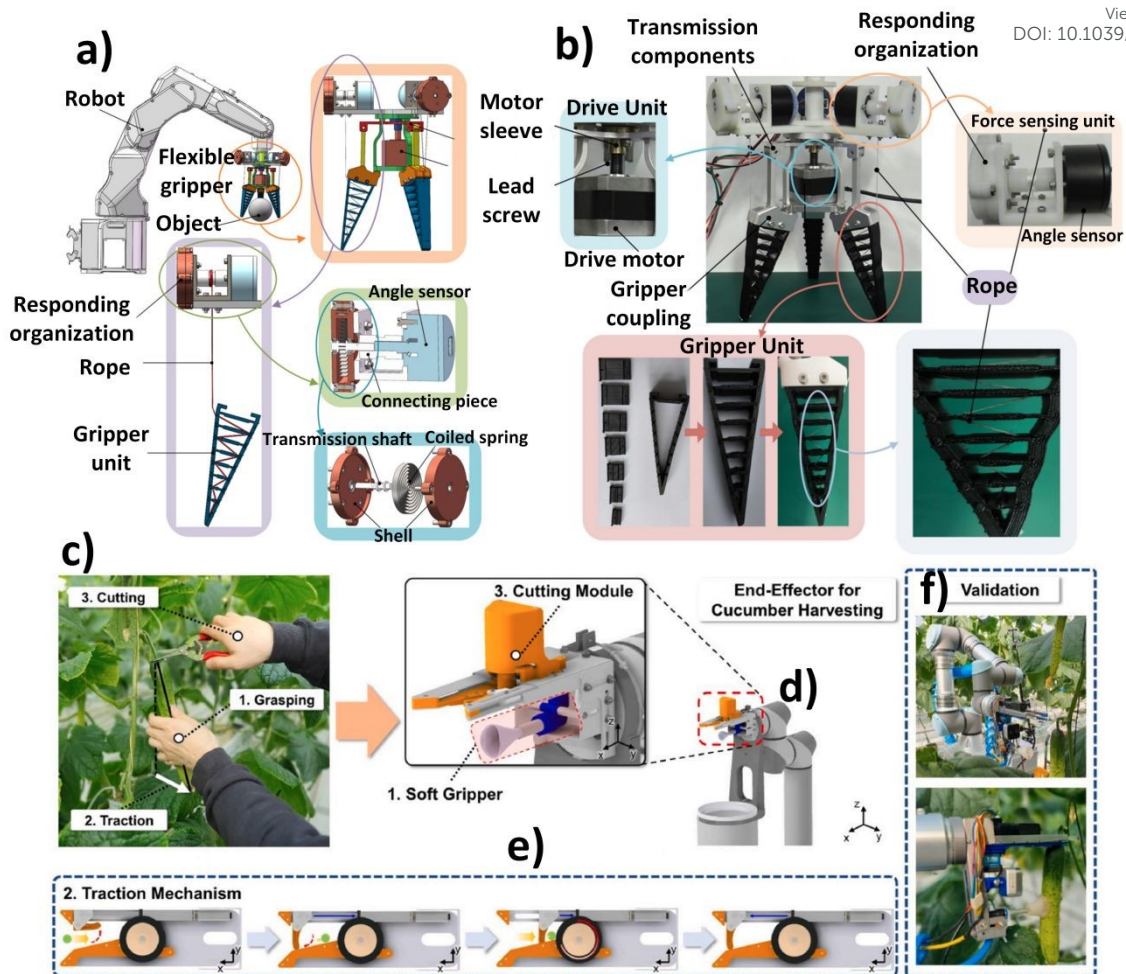 Vie
DOI: 10.1039,
a)
Robot
Flexible
gripper
Object
Motor
sleeve
Lead
screw
Drive motor
Responding
organization
Rope
Gripper
unit
Angle sensor
Connecting piece
Transmission shaft
Coiled spring
Shell
b)
Transmission
components
Responding
organization
Drive Unit
Force sensing unit
Angle sensor
Gripper
coupling
Rope
Gripper Unit
c)
3. Cutting
1. Grasping
2. Traction
3. Cutting Module
1. Soft Gripper
z
x
y
End-Effector for
Cucumber Harvesting
d)
z
x
y
e)
2. Traction Mechanism
y
x
y
x
y
x
y
x
f)
Validation